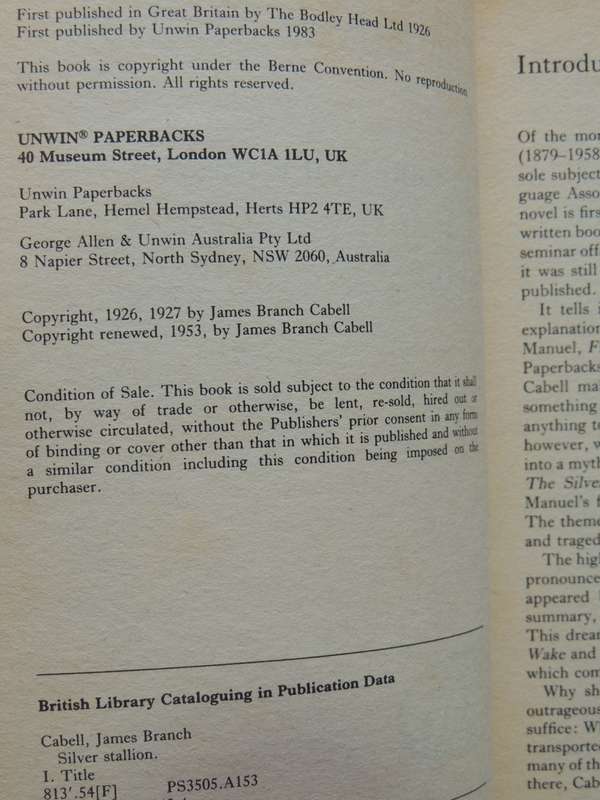 First published in Great Britain by The Bodley Head Ltd 1926
First published by Unwin Paperbacks 1983
This book is copyright under the Berne Convention. No reproduction
without permission. All rights reserved.
UNWIN® PAPERBACKS
40 Museum Street, London WC1A 1LU, UK
Unwin Paperbacks
Park Lane, Hemel Hempstead, Herts HP2 4TE, UK
George Allen & Unwin Australia Pty Ltd
8 Napier Street, North Sydney, NSW 2060, Australia
Copyright, 1926, 1927 by James Branch Cabell
Copyright renewed, 1953, by James Branch Cabell
Condition of Sale. This book is sold subject to the condition that it shall
not, by way of trade or otherwise, be lent, re-sold, hired out or
otherwise circulated, without the Publishers' prior consent in any form
of binding or cover other than that in which it is published and without
a similar condition including this condition being imposed on the
purchaser.
British Library Cataloguing in Publication Data
Cabell, James Branch
Silver stallion.
I. Title
813'.54[F] PS3505.A153
Introdu
Of the mor
(1879–1958
sole subject
guage Asso
novel is firs
written boo
seminar off
it was still
published.
It tells
explanation
Manuel, F
Paperbacks
Cabell ma
something
anything to
however, w
into a myth
The Silve
Manuel's f
The theme
and traged
The high
pronounce
appeared
summary,
This drea
Wake and
which com
Why sh
outrageous
suffice: W
transported
many of th
there, Cab